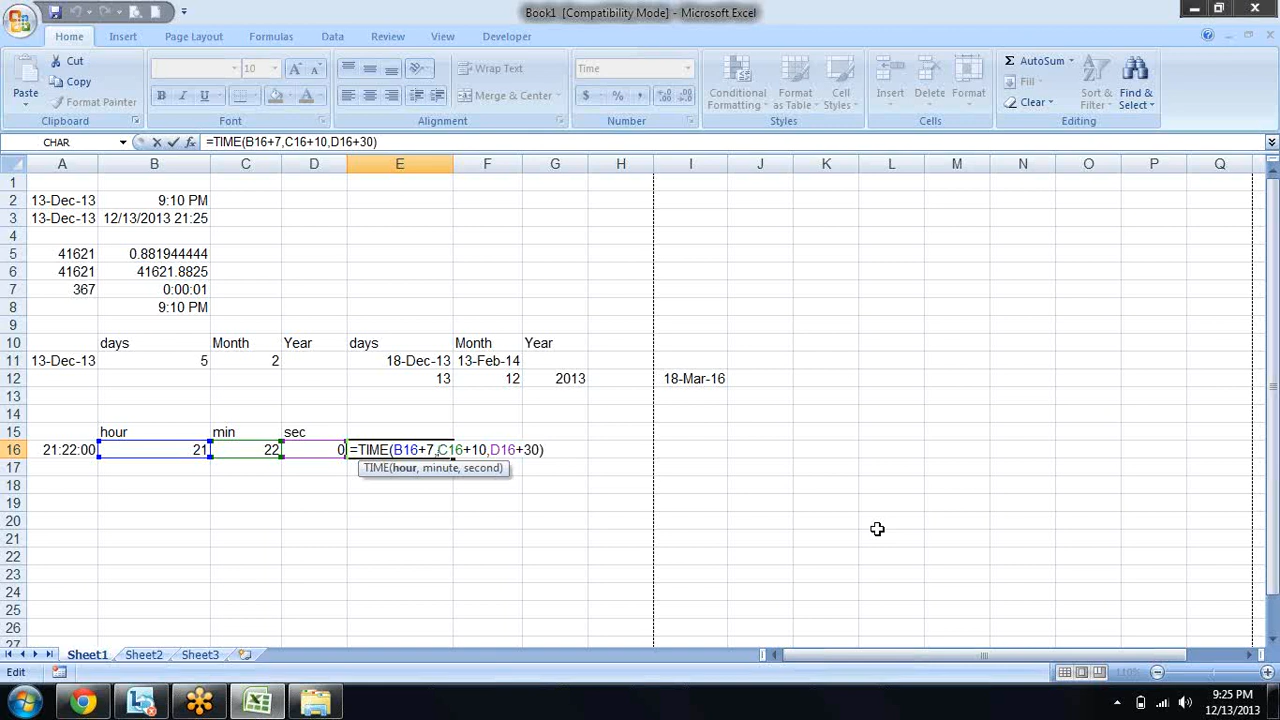 Book1 [Compatibility Mode] - Microsoft Excel
Home Insert Page Layout Formulas Data Review View Developer
Paste Cut Copy Format Painter Clipboard
10 B I U Font
Wrap Text Merge & Center Alignment
Time $ % , Number
Conditional Formatting Format as Table Cell Styles Styles
Insert Delete Format Cells
AutoSum Fill Clear Sort & Filter Find & Select Editing
CHAR =TIME(B16+7,C16+10,D16+30)
A B C D E F G H I J K L M N O P Q
1
2 13-Dec-13 9:10 PM
3 13-Dec-13 12/13/2013 21:25
4
5 41621 0.881944444
6 41621 41621.8825
7 367 0:00:01
8 9:10 PM
9
10 days Month Year days Month Year
11 13-Dec-13 5 2 18-Dec-13 13-Feb-14
12 13 12 2013 18-Mar-16
13
14
15 hour min sec
16 21:22:00 21 22 0 =TIME(B16+7,C16+10,D16+30)
17 TIME(hour, minute, second)
18
19
20
21
22
23
24
25
26
27
Sheet1 Sheet2 Sheet3
Edit 110%
9:25 PM
12/13/2013